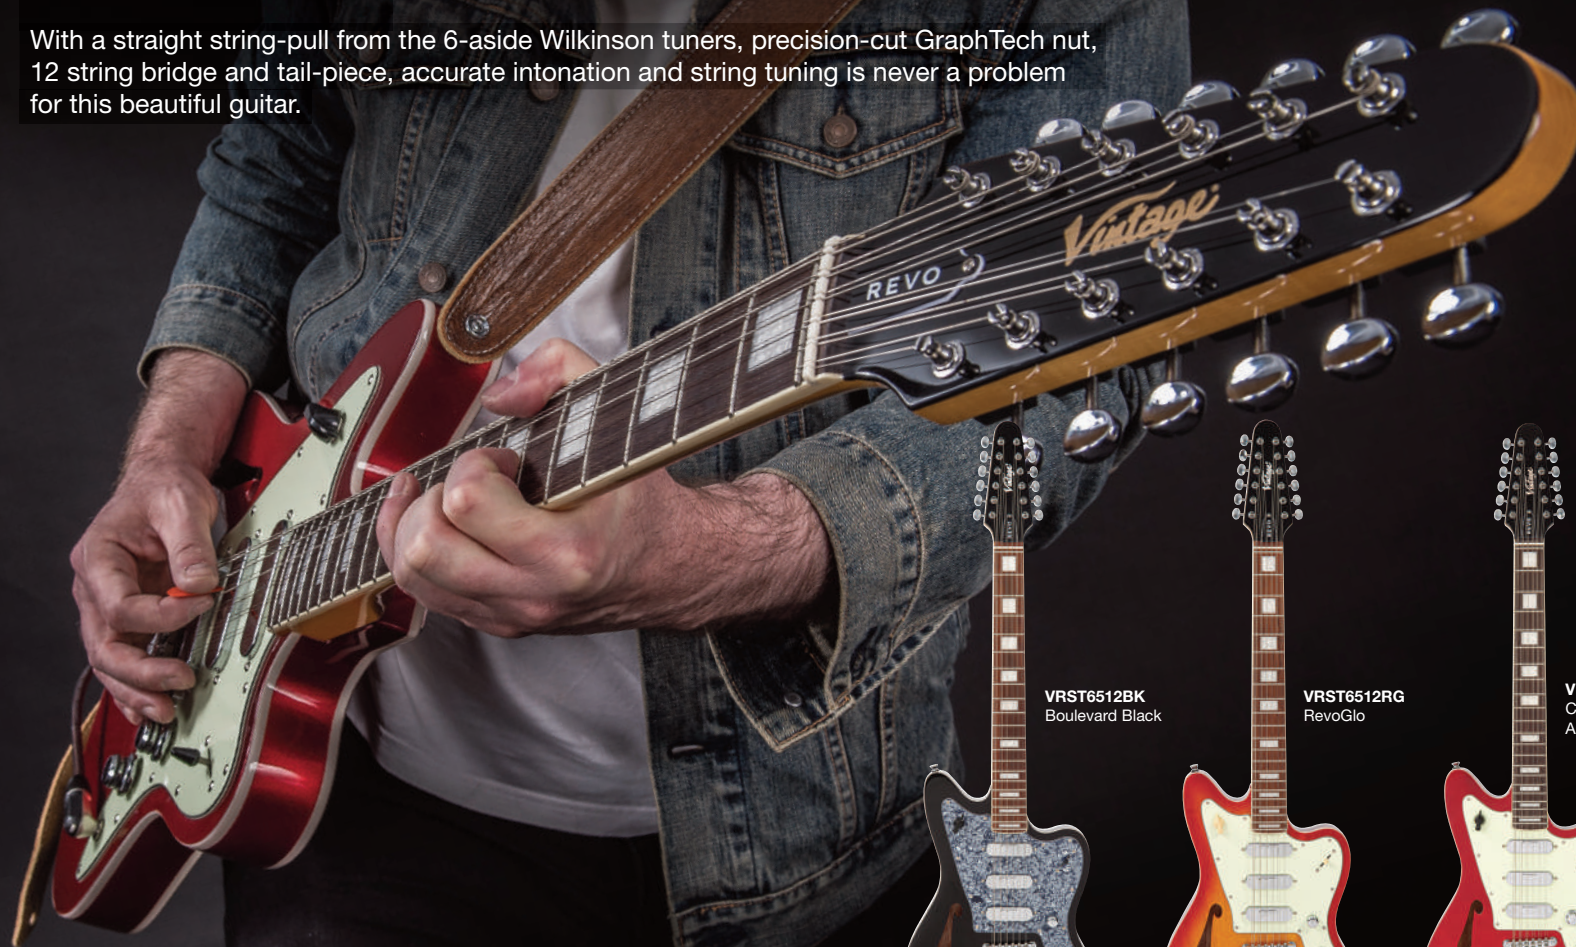 With a straight string-pull from the 6-aside Wilkinson tuners, precision-cut GraphTech nut,
12 string bridge and tail-piece, accurate intonation and string tuning is never a problem
for this beautiful guitar.
Vintage
REVO
VRST6512BK
Boulevard Black
VRST6512RG
RevoGlo
V
C
A